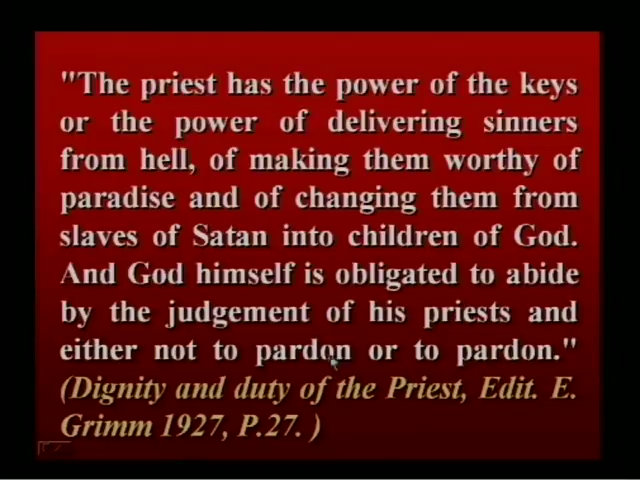 "The priest has the power of the keys
or the power of delivering sinners
from hell, of making them worthy of
paradise and of changing them from
slaves of Satan into children of God.
And God himself is obligated to abide
by the judgement of his priests and
either not to pardon or to pardon."
(Dignity and duty of the Priest, Edit. E.
Grimm 1927, P.27. )